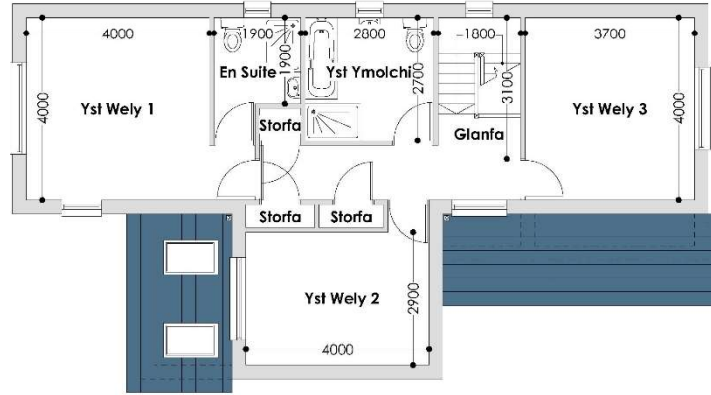 4000
1900
2800
-1800
3700
En Suite
1900
Yst Ymolchi
2700
3100
4000
Yst Wely 1
Yst Wely 3
4000
Storfa
Glanfa
Storfa
Storfa
Yst Wely 2
2900
4000